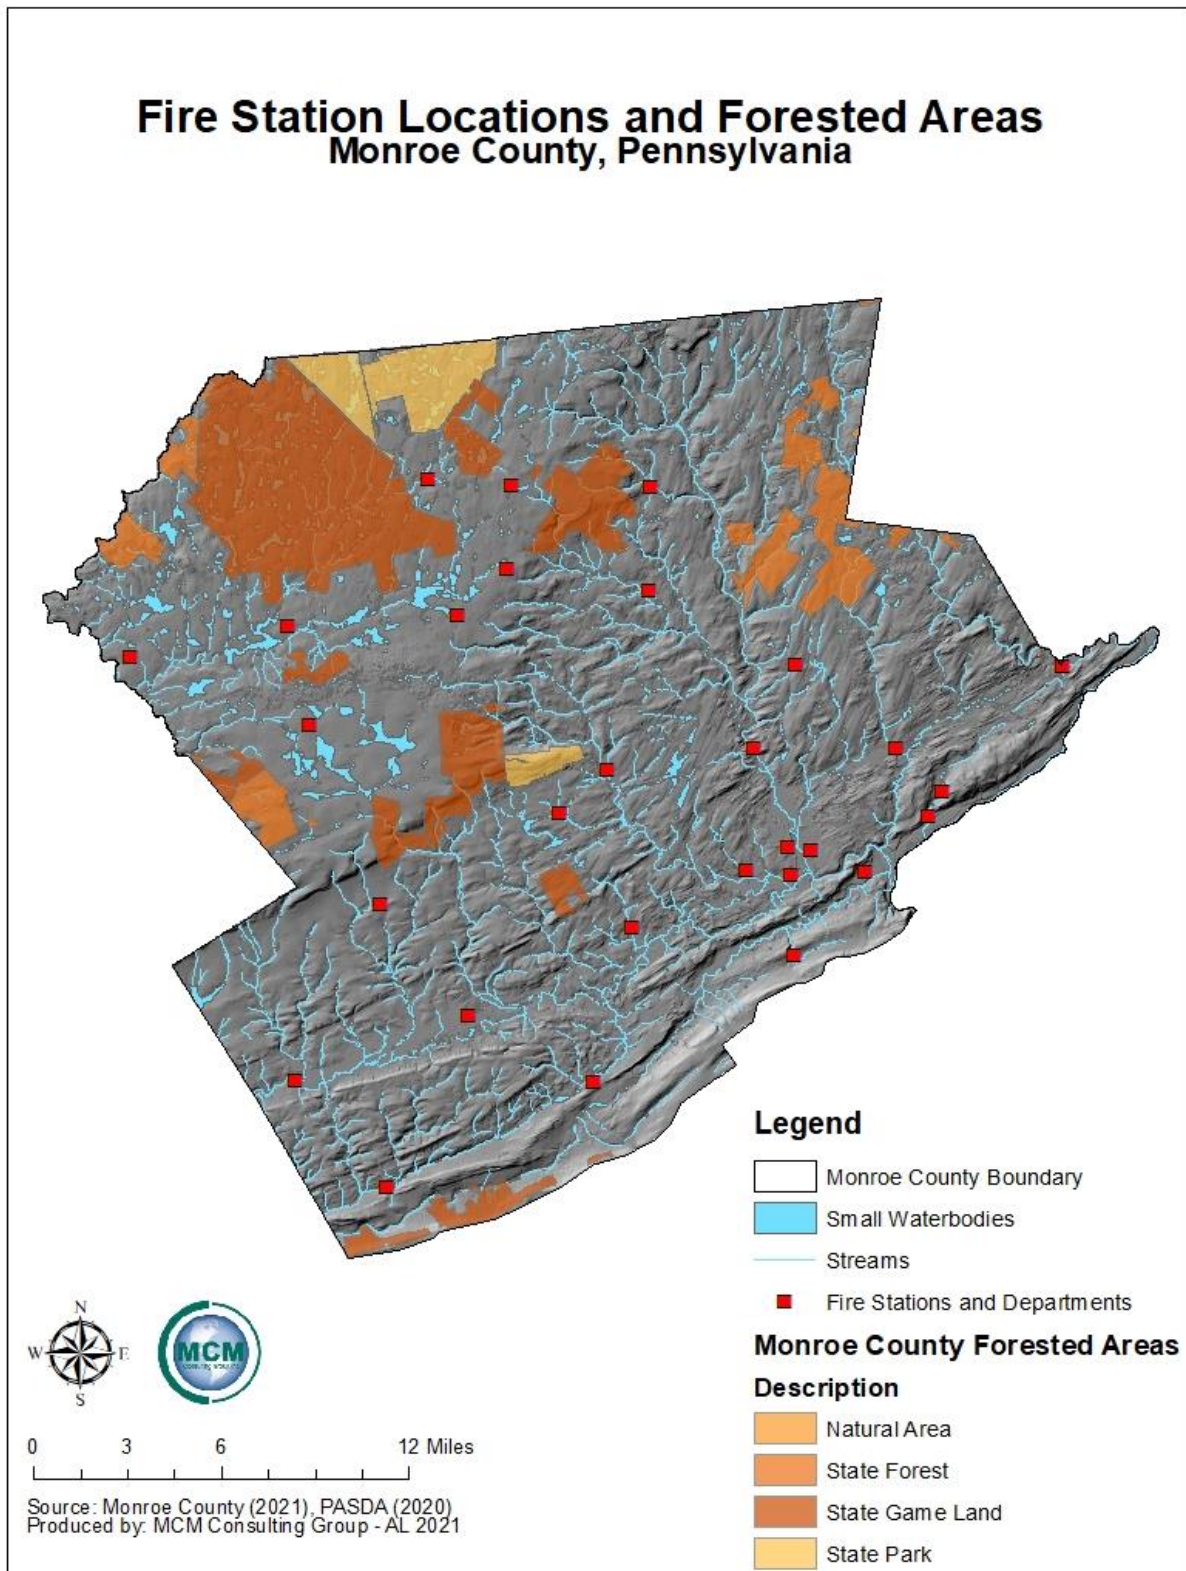 Fire Station Locations and Forested Areas
Monroe County, Pennsylvania
Legend
Monroe County Boundary
Small Waterbodies
Streams
Fire Stations and Departments
Monroe County Forested Areas
Description
Natural Area
State Forest
State Game Land
State Park
N
W E
S
MCM
0 3 6 12 Miles
Source: Monroe County (2021), PASDA (2020)
Produced by: MCM Consulting Group - AL 2021